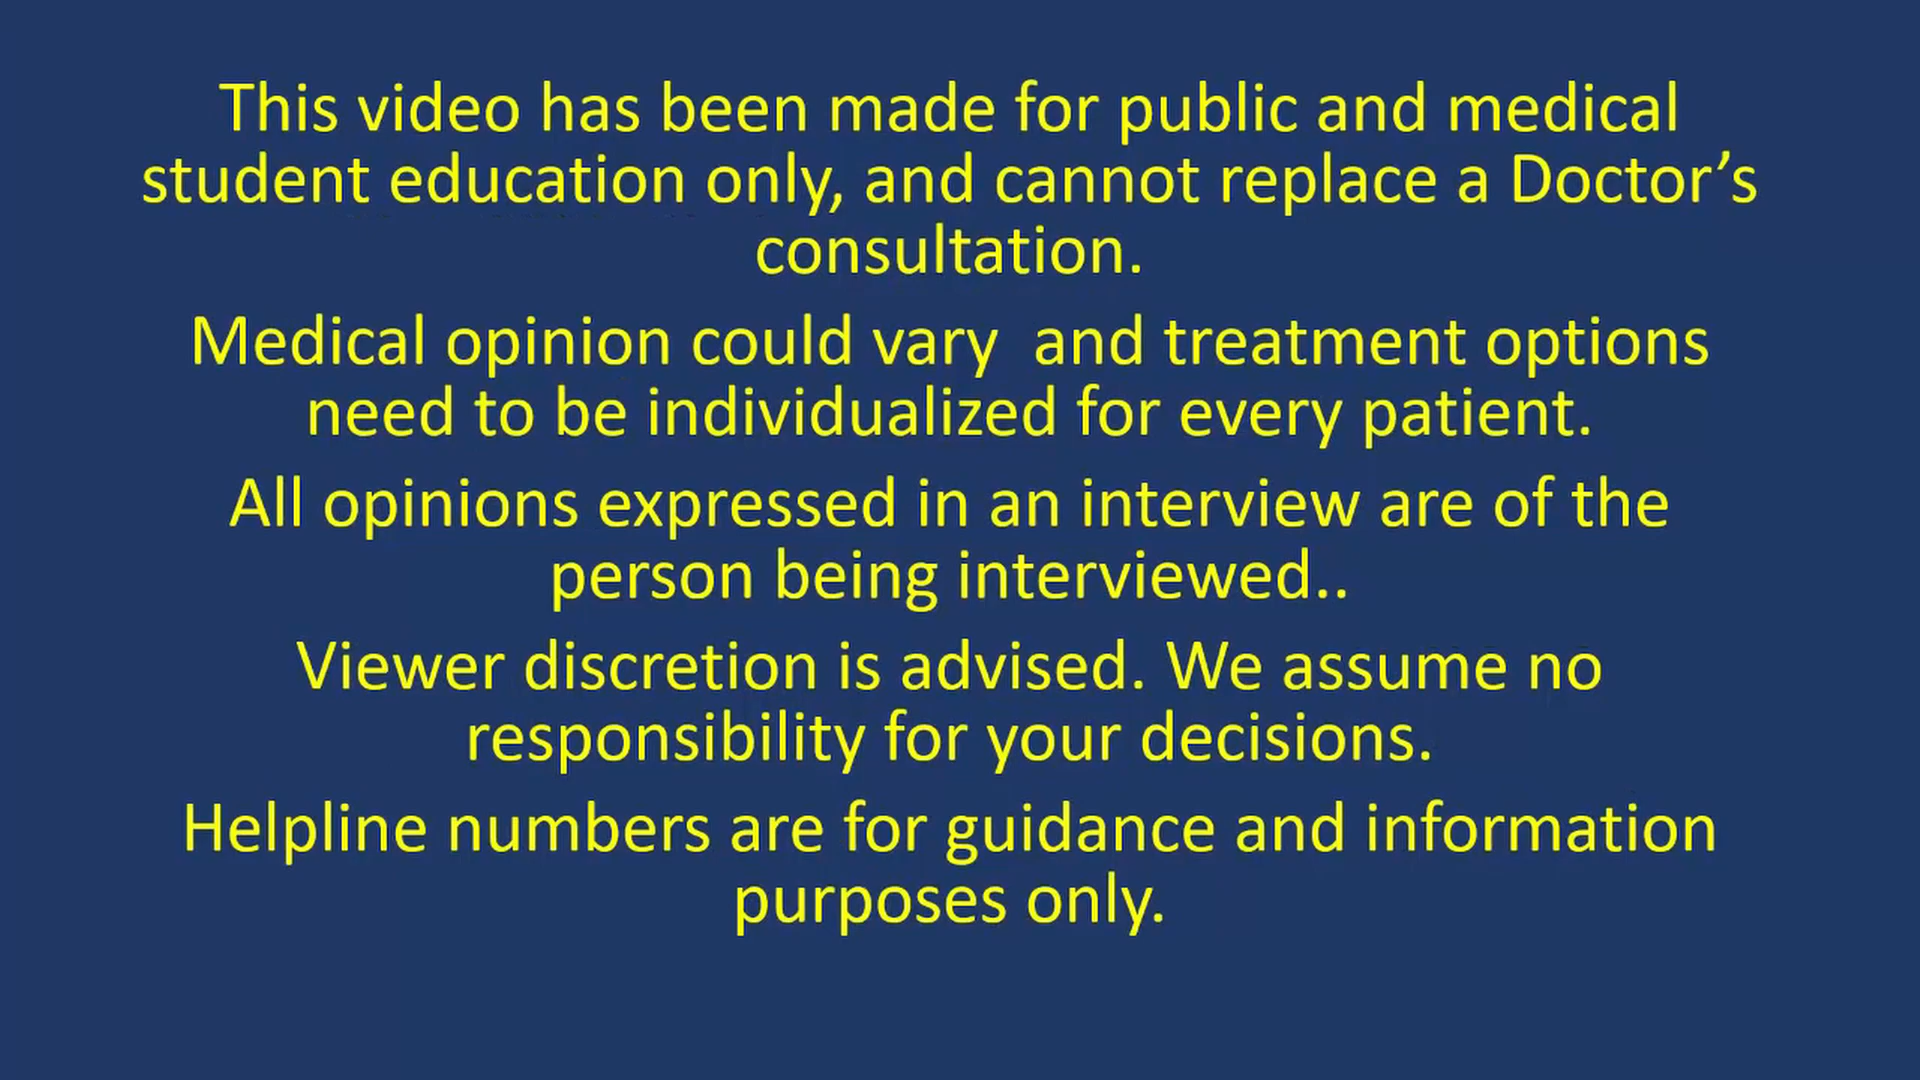 This video has been made for public and medical
student education only, and cannot replace a Doctor’s
consultation.
Medical opinion could vary  and treatment options
need to be individualized for every patient.
All opinions expressed in an interview are of the
person being interviewed..
Viewer discretion is advised. We assume no
responsibility for your decisions.
Helpline numbers are for guidance and information
purposes only.